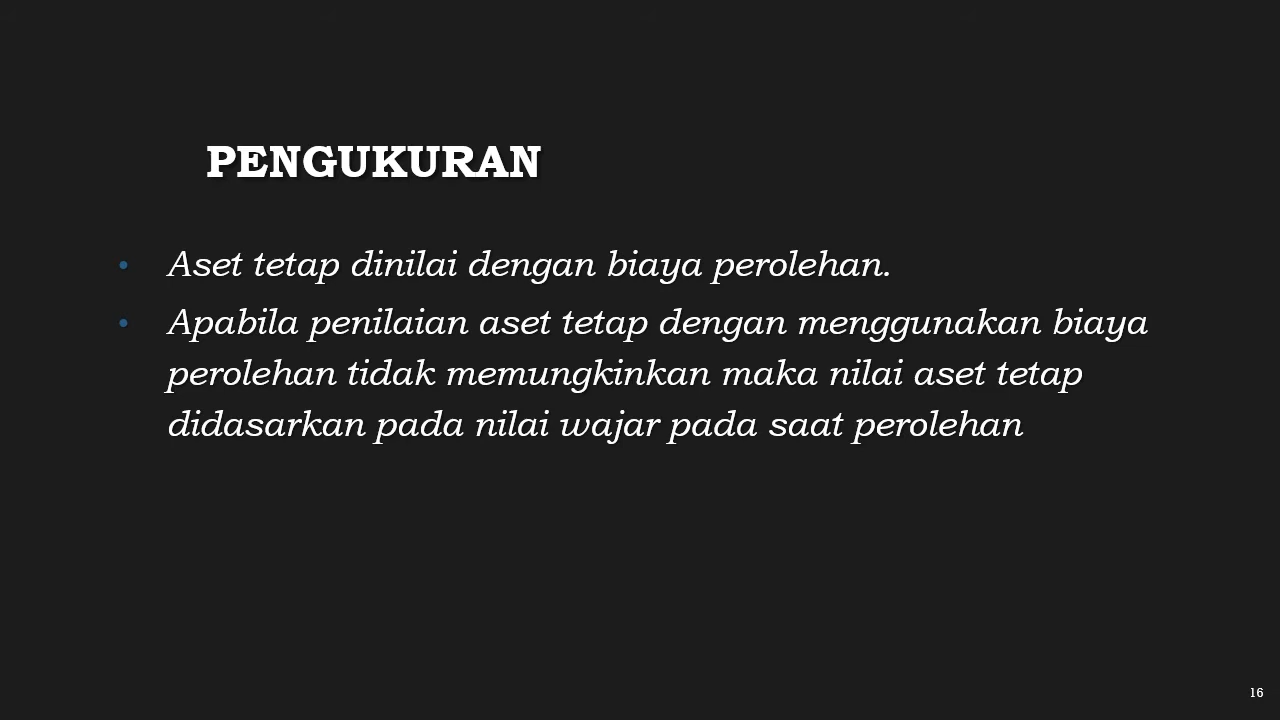 PENGUKURAN
• Aset tetap dinilai dengan biaya perolehan.
• Apabila penilaian aset tetap dengan menggunakan biaya
perolehan tidak memungkinkan maka nilai aset tetap
didasarkan pada nilai wajar pada saat perolehan
16